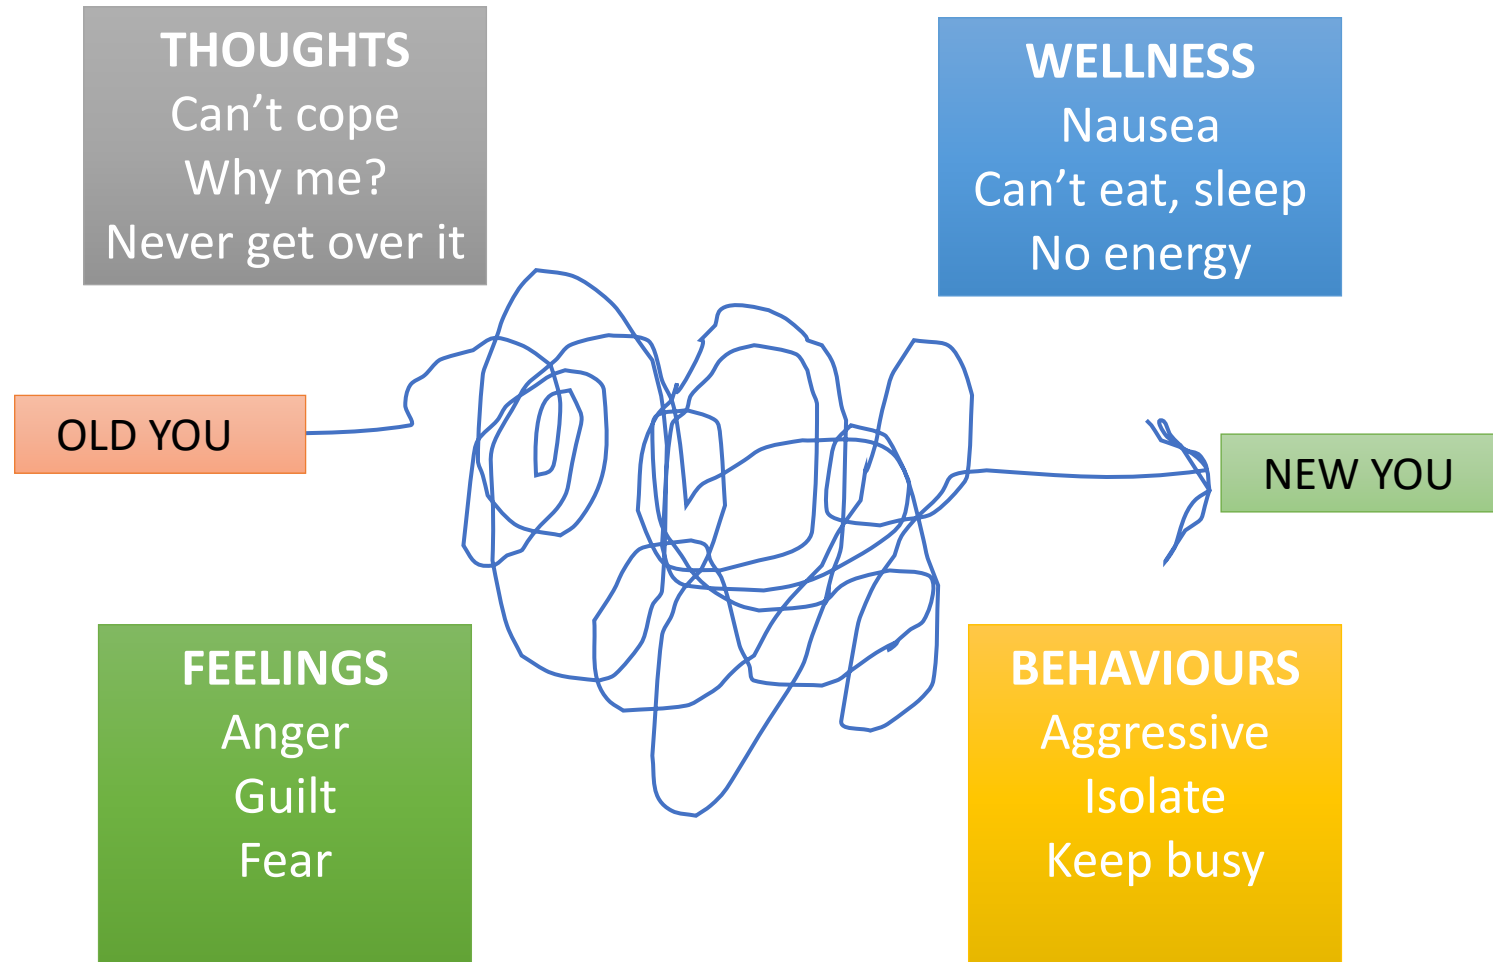 THOUGHTS
Can’t cope
Why me?
Never get over it
WELLNESS
Nausea
Can’t eat, sleep
No energy
OLD YOU
NEW YOU
FEELINGS
Anger
Guilt
Fear
BEHAVIOURS
Aggressive
Isolate
Keep busy